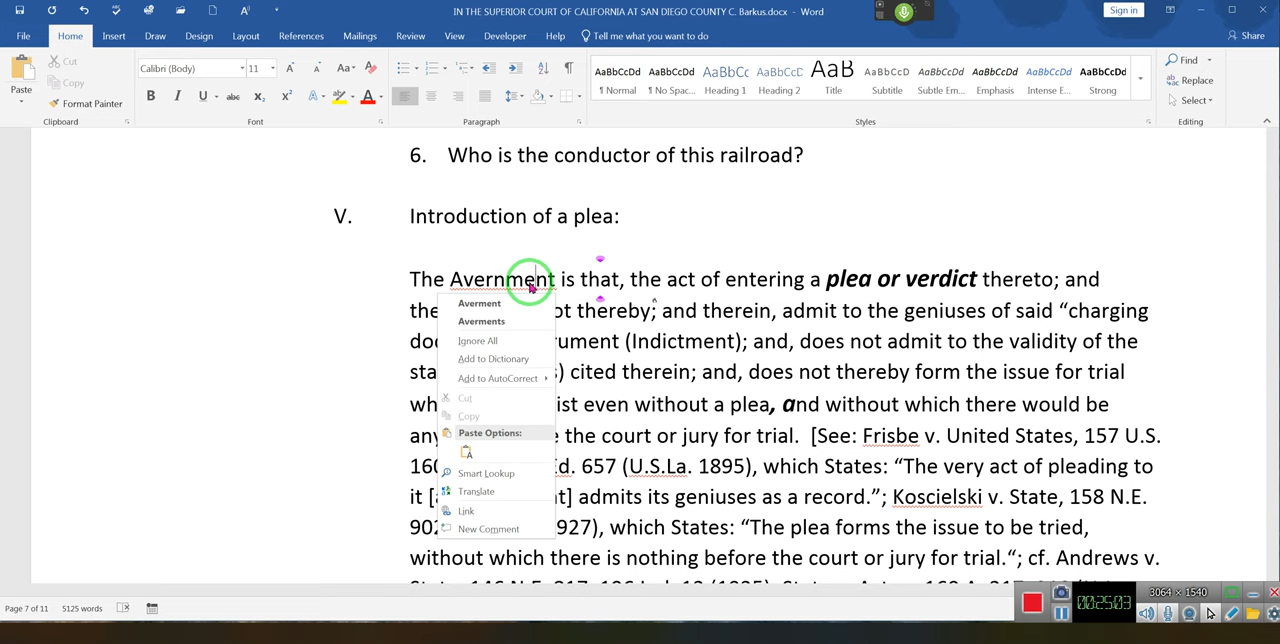 IN THE SUPERIOR COURT OF CALIFORNIA AT SAN DIEGO COUNTY C. Barkus.docx - Word
Sign in
File Home Insert Draw Design Layout References Mailings Review View Developer Help Tell me what you want to do Share
Paste
Cut
Copy
Format Painter
Clipboard
Calibri (Body) 11
Font
Paragraph
AaBbCcDd AaBbCcDd AaBbCc AaBbCcD AaB AaBbCcD AaBbCcDd AaBbCcDd AaBbCcDd AaBbCcDd
¶ Normal ¶ No Spac... Heading 1 Heading 2 Title Subtitle Subtle Em... Emphasis Intense E... Strong
Styles
Find
Replace
Select
Editing
6. Who is the conductor of this railroad?
V. Introduction of a plea:
The Avernment is that, the act of entering a plea or verdict thereto; and
the ot thereby; and therein, admit to the geniuses of said “charging
doc ument (Indictment); and, does not admit to the validity of the
sta ) cited therein; and, does not thereby form the issue for trial
wh ist even without a plea, and without which there would be
any e the court or jury for trial. [See: Frisbe v. United States, 157 U.S.
160 Ed. 657 (U.S.La. 1895), which States: “The very act of pleading to
it [a t] admits its geniuses as a record.”; Koscielski v. State, 158 N.E.
902 927), which States: “The plea forms the issue to be tried,
without which there is nothing before the court or jury for trial.“; cf. Andrews v.
Averment
Averments
Ignore All
Add to Dictionary
Add to AutoCorrect
Cut
Copy
Paste Options:
Smart Lookup
Translate
Link
New Comment
Page 7 of 11 5125 words
3064 × 1540
00:25:03